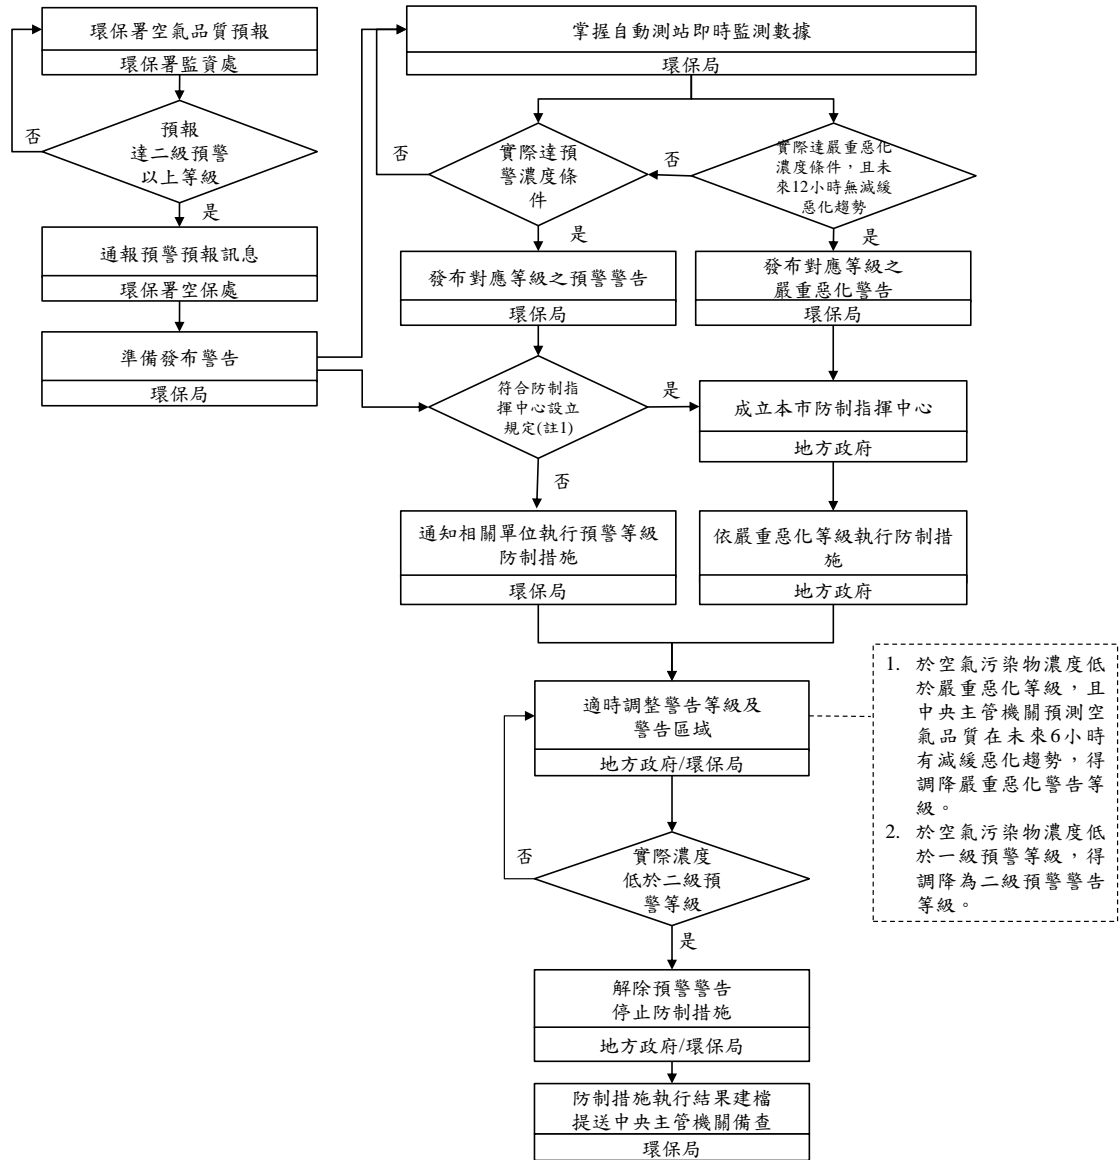 環保署空氣品質預報
環保署監資處
否
預報
達二級預警
以上等級
是
通報預警預報訊息
環保署空保處
準備發布警告
環保局
掌握自動測站即時監測數據
環保局
否
實際達預
警濃度條
件
否
實際達嚴重惡化
濃度條件，且未
來12小時無減緩
惡化趨勢
是
是
發布對應等級之預警警告
環保局
發布對應等級之
嚴重惡化警告
環保局
符合防制指
揮中心設立
規定(註1)
是
成立本市防制指揮中心
地方政府
否
通知相關單位執行預警等級
防制措施
環保局
依嚴重惡化等級執行防制措
施
地方政府
適時調整警告等級及
警告區域
地方政府/環保局
1. 於空氣污染物濃度低
於嚴重惡化等級，且
中央主管機關預測空
氣品質在未來6小時
有減緩惡化趨勢，得
調降嚴重惡化警告等
級。
2. 於空氣污染物濃度低
於一級預警等級，得
調降為二級預警警告
等級。
否
實際濃度
低於二級預
警等級
是
解除預警警告
停止防制措施
地方政府/環保局
防制措施執行結果建檔
提送中央主管機關備查
環保局